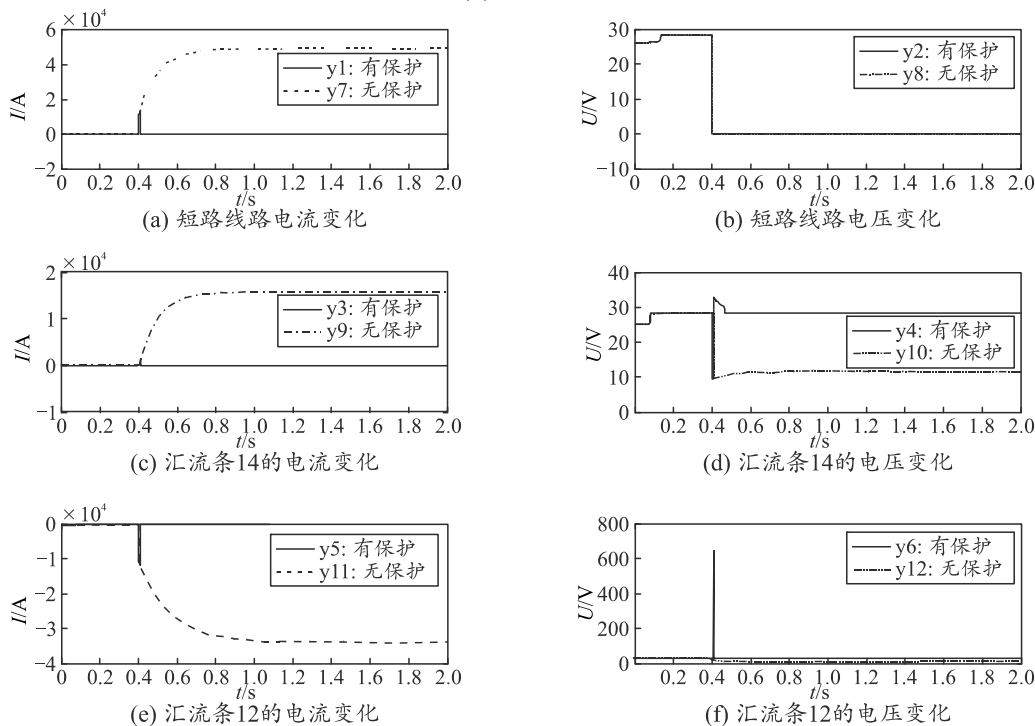 × 10⁴
6
4
2
0
−2
I/A
y1: 有保护
y7: 无保护
0 0.2 0.4 0.6 0.8 1.0 1.2 1.4 1.6 1.8 2.0
t/s
(a) 短路线路电流变化
30
20
10
0
−10
U/V
y2: 有保护
y8: 无保护
0 0.2 0.4 0.6 0.8 1.0 1.2 1.4 1.6 1.8 2.0
t/s
(b) 短路线路电压变化
× 10⁴
2
1
0
−1
I/A
y3: 有保护
y9: 无保护
0 0.2 0.4 0.6 0.8 1.0 1.2 1.4 1.6 1.8 2.0
t/s
(c) 汇流条14的电流变化
40
30
20
10
0
U/V
y4: 有保护
y10: 无保护
0 0.2 0.4 0.6 0.8 1.0 1.2 1.4 1.6 1.8 2.0
t/s
(d) 汇流条14的电压变化
× 10⁴
0
−1
−2
−3
−4
I/A
y5: 有保护
y11: 无保护
0 0.2 0.4 0.6 0.8 1.0 1.2 1.4 1.6 1.8 2.0
t/s
(e) 汇流条12的电流变化
800
600
400
200
0
U/V
y6: 有保护
y12: 无保护
0 0.2 0.4 0.6 0.8 1.0 1.2 1.4 1.6 1.8 2.0
t/s
(f) 汇流条12的电压变化